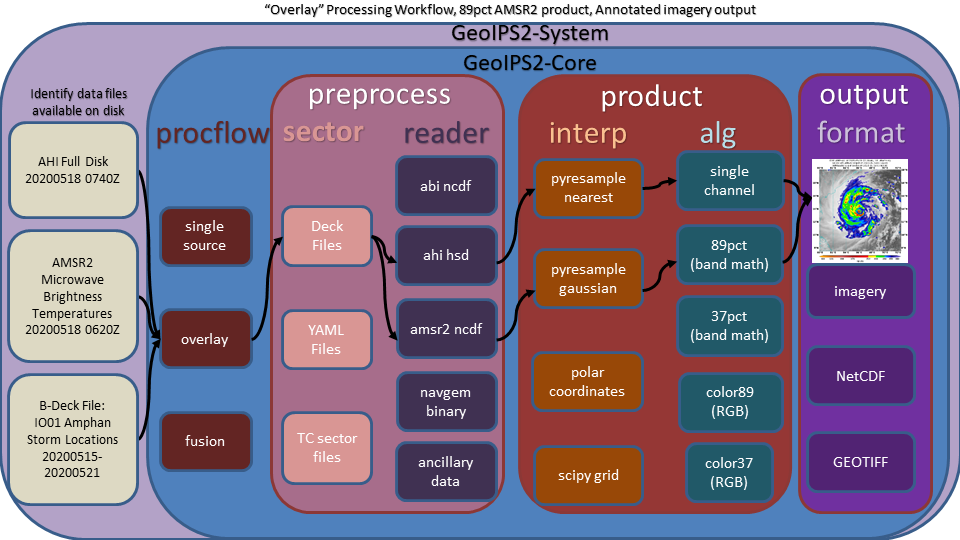 “Overlay” Processing Workflow, 89pct AMSR2 product, Annotated imagery output
GeoIPS2-System
GeoIPS2-Core
Identify data files
available on disk
AHI Full Disk
20200518 0740Z
AMSR2
Microwave
Brightness
Temperatures
20200518 0620Z
B-Deck File:
IO01 Amphan
Storm Locations
20200515-
20200521
procflow
single
source
overlay
fusion
preprocess
sector
Deck
Files
YAML
Files
TC sector
files
reader
abi ncdf
ahi hsd
amsr2 ncdf
navgem
binary
ancillary
data
product
interp
pyresample
nearest
pyresample
gaussian
polar
coordinates
scipy grid
alg
single
channel
89pct
(band math)
37pct
(band math)
color89
(RGB)
color37
(RGB)
output
format
imagery
NetCDF
GEOTIFF